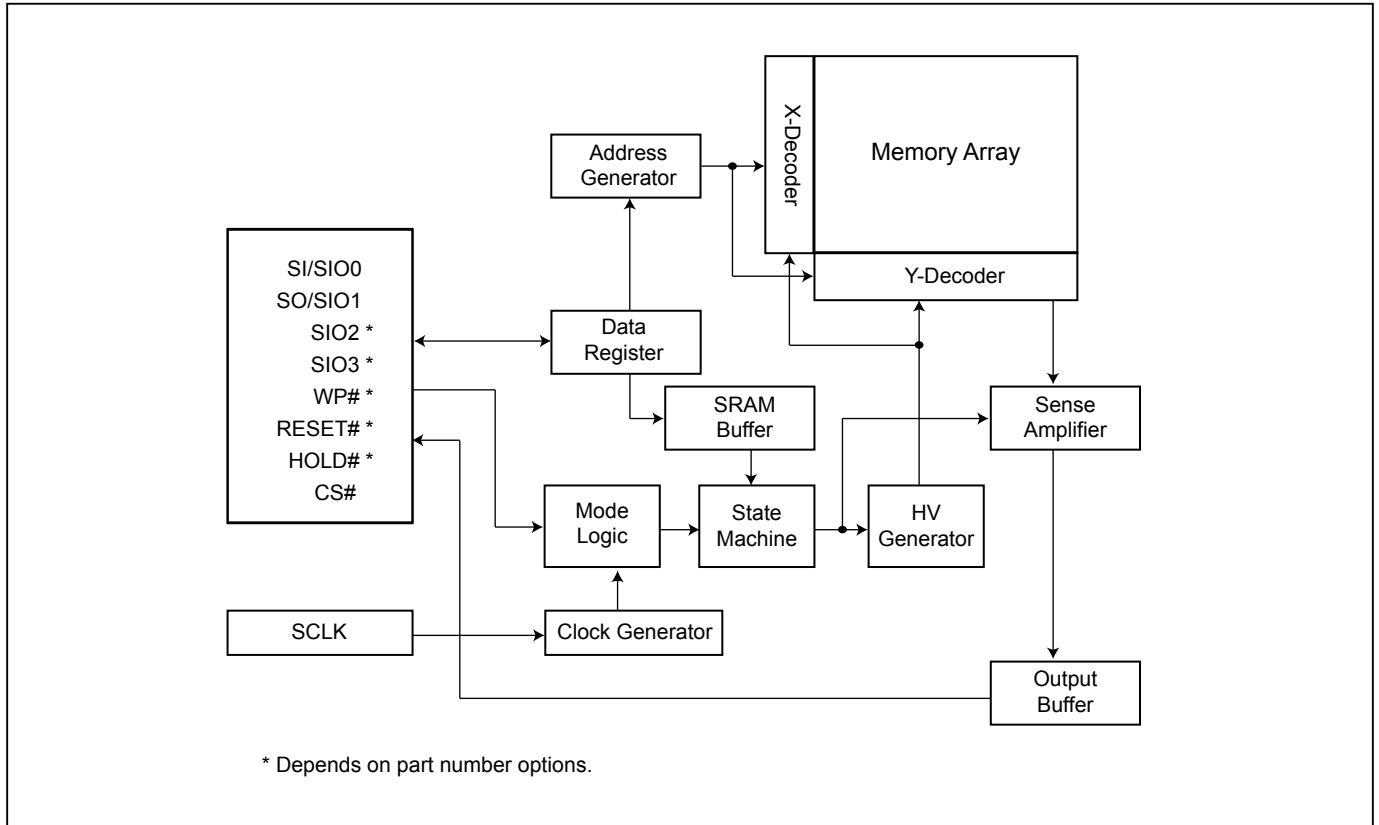 X-Decoder
Memory Array
Address
Generator
SI/SIO0
SO/SIO1
SIO2 *
SIO3 *
WP# *
RESET# *
HOLD# *
CS#
Y-Decoder
Data
Register
SRAM
Buffer
Sense
Amplifier
Mode
Logic
State
Machine
HV
Generator
SCLK
Clock Generator
Output
Buffer
* Depends on part number options.